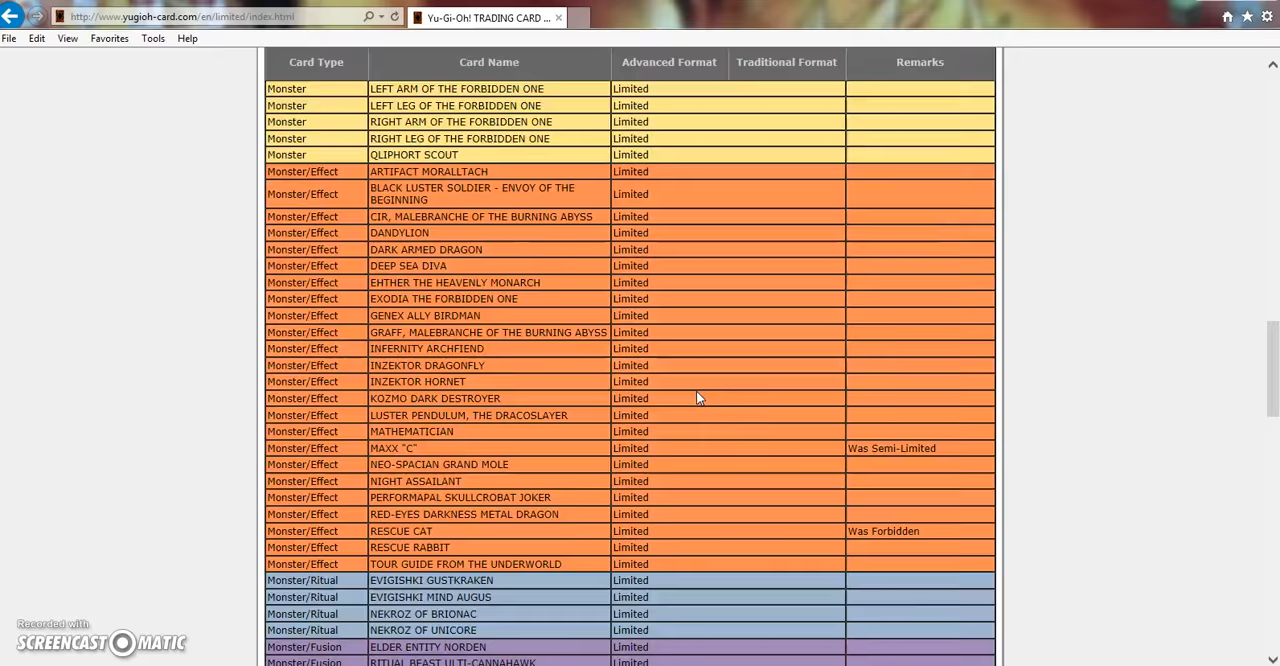 http://www.yugioh-card.com/en/limited/index.html
Yu-Gi-Oh! TRADING CARD ...
File Edit View Favorites Tools Help
Card Type Card Name Advanced Format Traditional Format Remarks
Monster LEFT ARM OF THE FORBIDDEN ONE Limited
Monster LEFT LEG OF THE FORBIDDEN ONE Limited
Monster RIGHT ARM OF THE FORBIDDEN ONE Limited
Monster RIGHT LEG OF THE FORBIDDEN ONE Limited
Monster QLIPHORT SCOUT Limited
Monster/Effect ARTIFACT MORALLTACH Limited
Monster/Effect BLACK LUSTER SOLDIER - ENVOY OF THE
BEGINNING Limited
Monster/Effect CIR, MALEBRANCHE OF THE BURNING ABYSS Limited
Monster/Effect DANDYLION Limited
Monster/Effect DARK ARMED DRAGON Limited
Monster/Effect DEEP SEA DIVA Limited
Monster/Effect EHTHER THE HEAVENLY MONARCH Limited
Monster/Effect EXODIA THE FORBIDDEN ONE Limited
Monster/Effect GENEX ALLY BIRDMAN Limited
Monster/Effect GRAFF, MALEBRANCHE OF THE BURNING ABYSS Limited
Monster/Effect INFERNITY ARCHFIEND Limited
Monster/Effect INZEKTOR DRAGONFLY Limited
Monster/Effect INZEKTOR HORNET Limited
Monster/Effect KOZMO DARK DESTROYER Limited
Monster/Effect LUSTER PENDULUM, THE DRACOSLAYER Limited
Monster/Effect MATHEMATICIAN Limited
Monster/Effect MAXX "C" Limited Was Semi-Limited
Monster/Effect NEO-SPACIAN GRAND MOLE Limited
Monster/Effect NIGHT ASSAILANT Limited
Monster/Effect PERFORMAPAL SKULLCROBAT JOKER Limited
Monster/Effect RED-EYES DARKNESS METAL DRAGON Limited
Monster/Effect RESCUE CAT Limited Was Forbidden
Monster/Effect RESCUE RABBIT Limited
Monster/Effect TOUR GUIDE FROM THE UNDERWORLD Limited
Monster/Ritual EVIGISHKI GUSTKRAKEN Limited
Monster/Ritual EVIGISHKI MIND AUGUS Limited
Monster/Ritual NEKROZ OF BRIONAC Limited
Monster/Ritual NEKROZ OF UNICORE Limited
Monster/Fusion ELDER ENTITY NORDEN Limited
Monster/Fusion RITUAL BEAST ULTI-CANNAHAWK Limited
Recorded with
SCREENCAST-O-MATIC